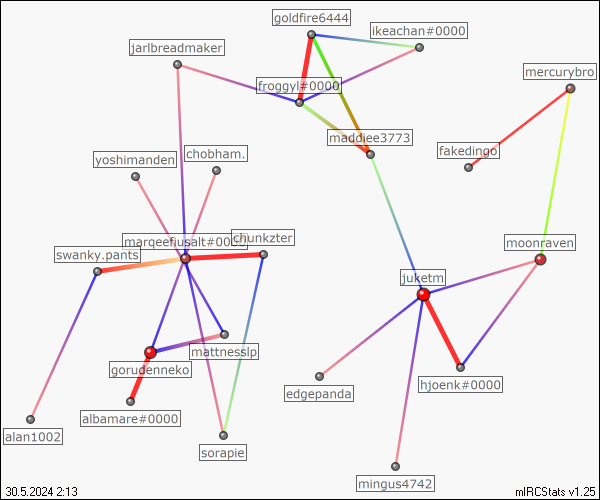 goldfire6444
ikeachan#0000
jarlbreadmaker
mercurybro
froggyl#0000
maddiee3773
fakedingo
yoshimanden
chobham.
marqeefiusalt#0000
chunkzter
swanky.pants
moonraven
juketm
mattnesslp
gorudenneko
edgepanda
hjoenk#0000
albamare#0000
alan1002
sorapie
mingus4742
30.5.2024 2:13
mIRCStats v1.25